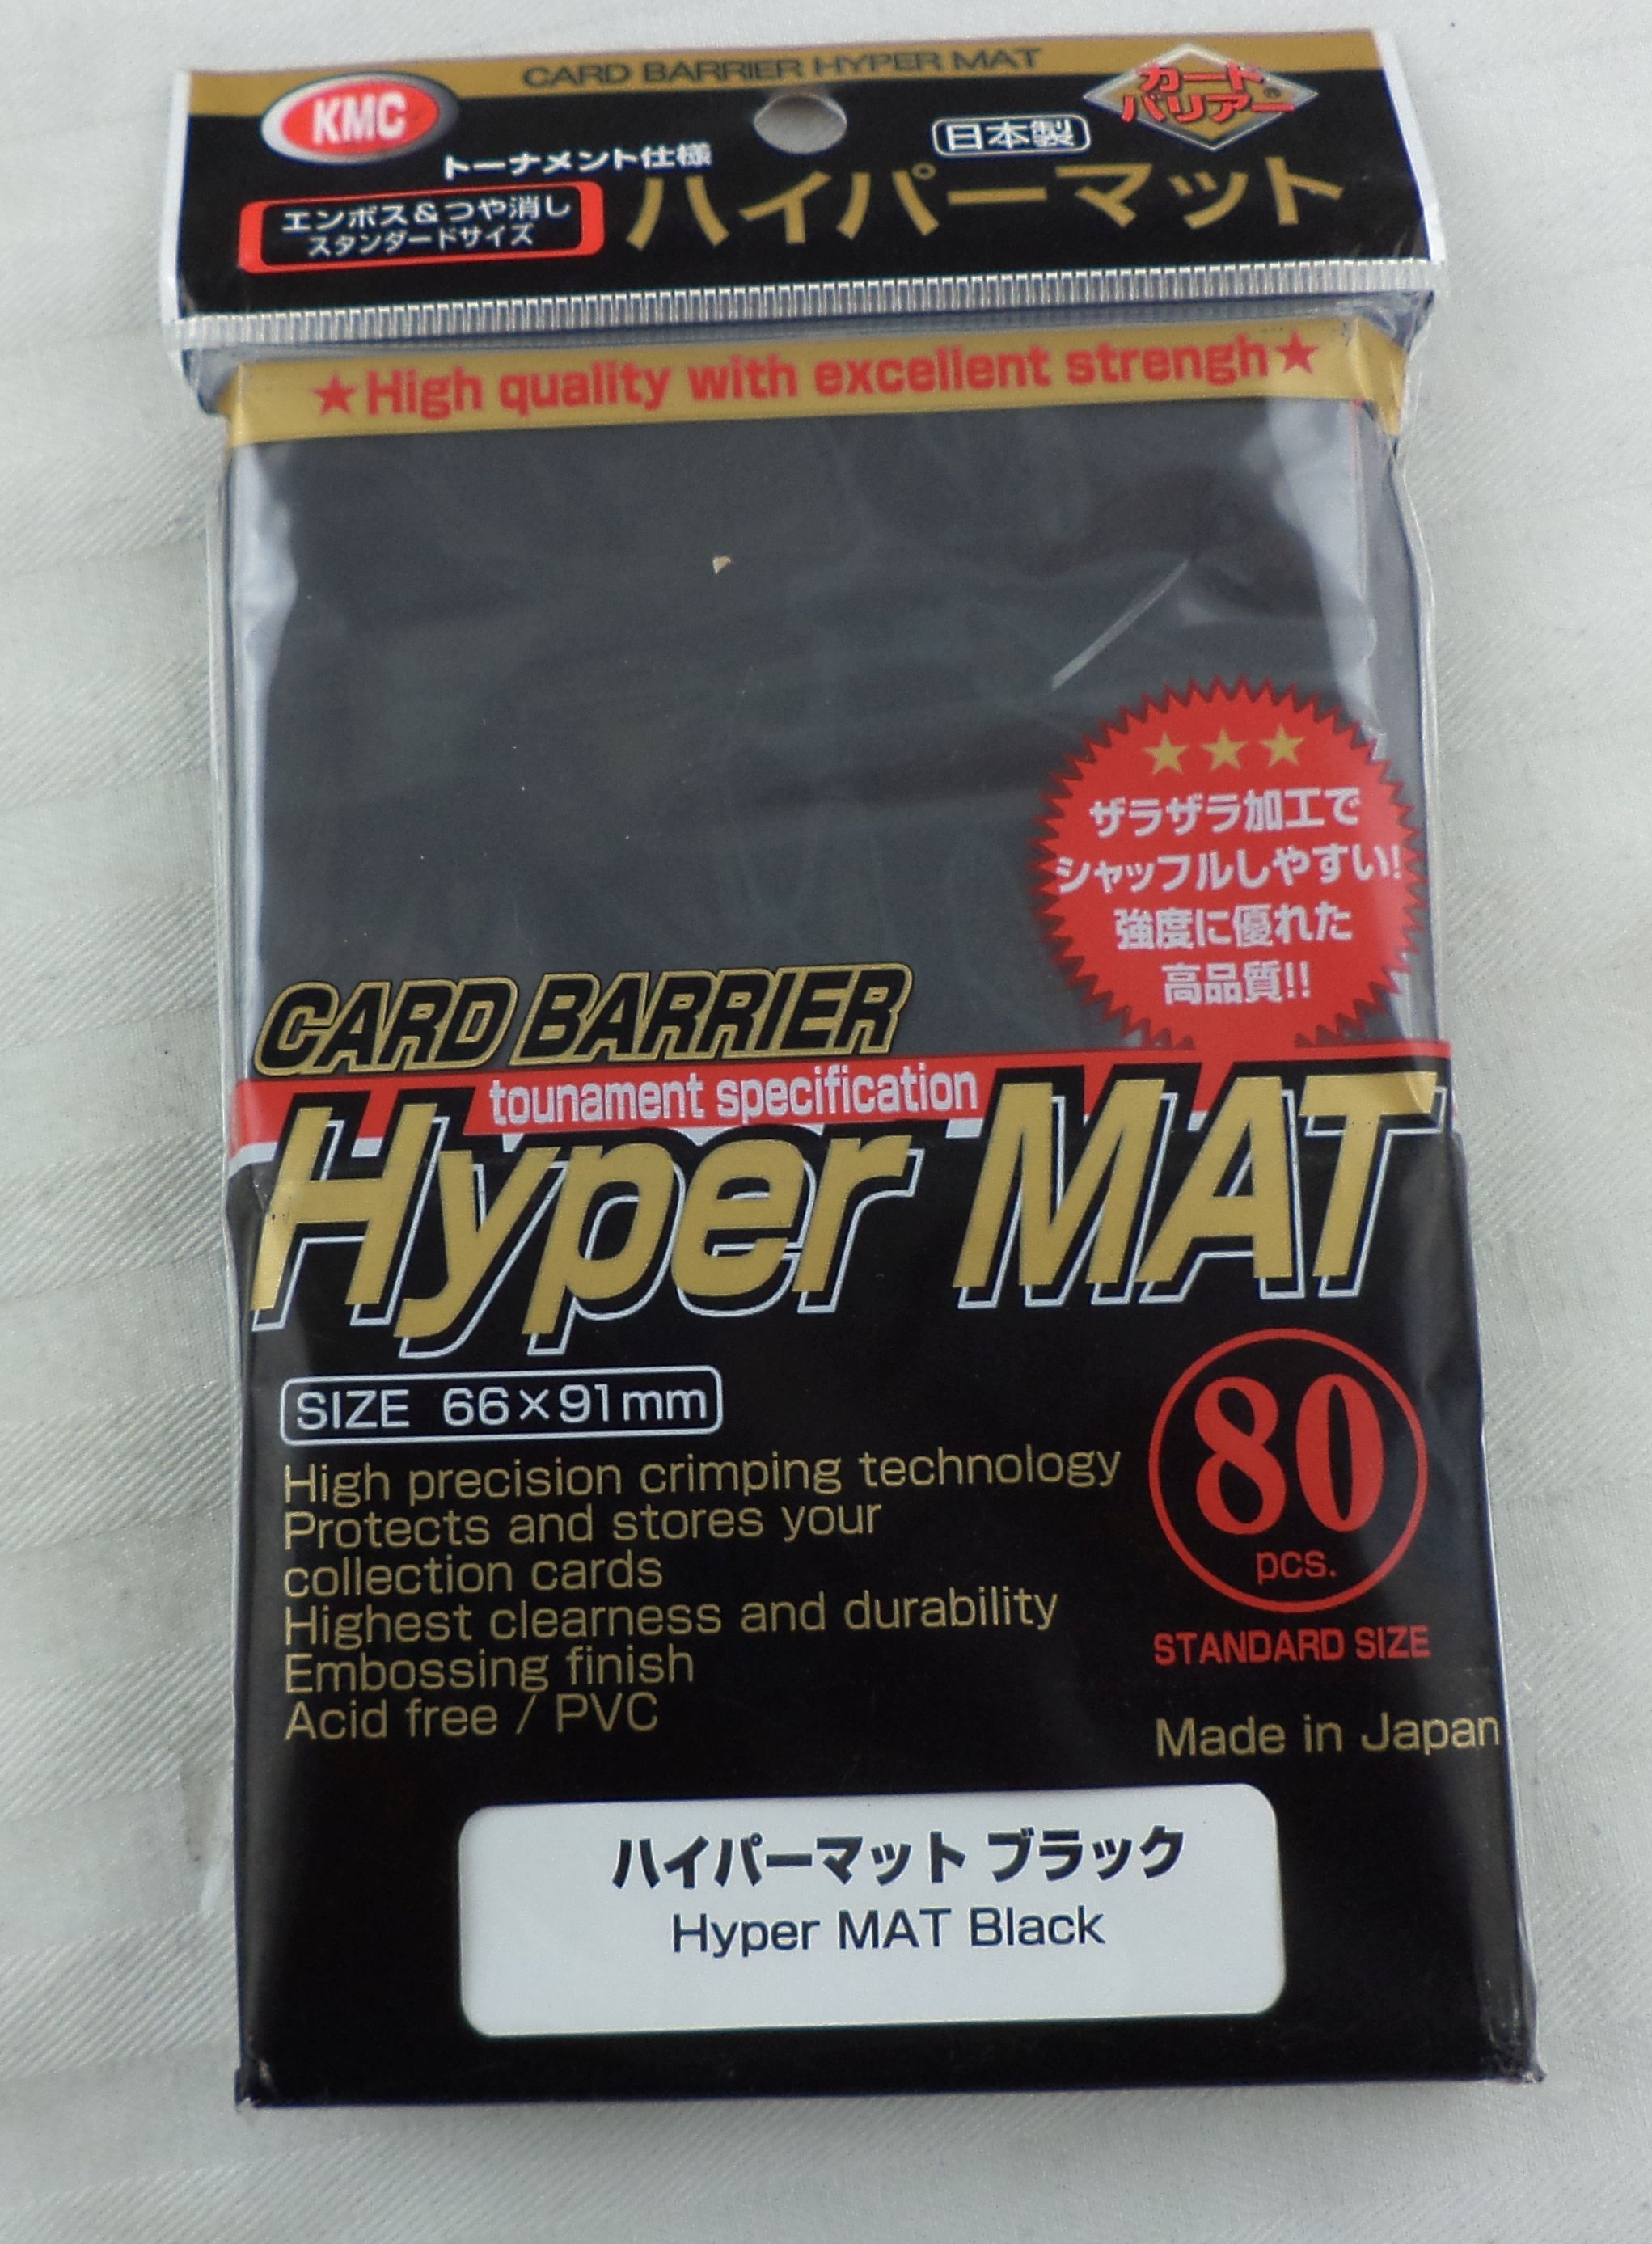 CARD BARRIER HYPER MAT
KMC
カード
バリアー®
日本製
トーナメント仕様
ハイパーマット
エンボス&つや消し
スタンダードサイズ
★High quality with excellent strengh★
★★★
ザラザラ加工で
シャッフルしやすい!
強度に優れた
高品質!!
CARD BARRIER
tounament specification
Hyper MAT
SIZE 66×91mm
80
pcs.
STANDARD SIZE
High precision crimping technology
Protects and stores your
collection cards
Highest clearness and durability
Embossing finish
Acid free / PVC
Made in Japan
ハイパーマット ブラック
Hyper MAT Black